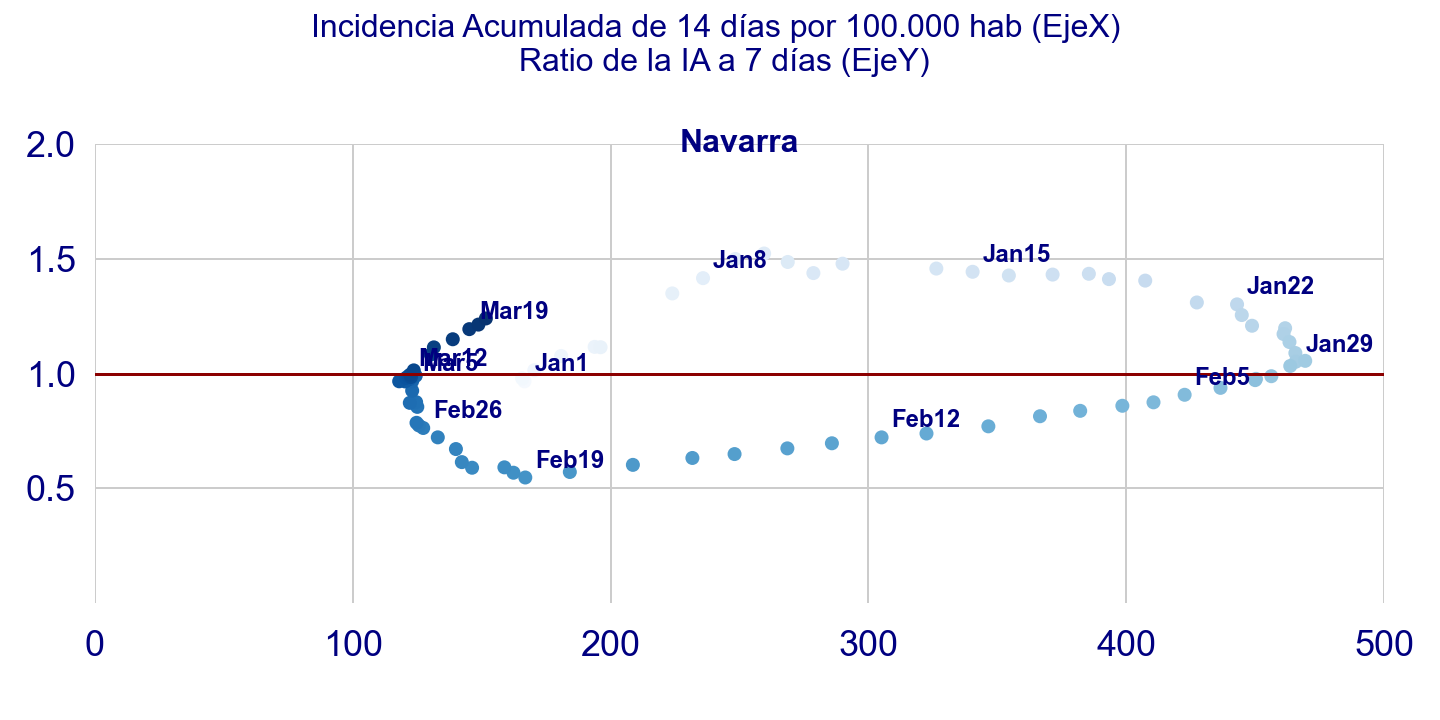 Incidencia Acumulada de 14 días por 100.000 hab (EjeX)
Ratio de la IA a 7 días (EjeY)
Navarra
2.0
1.5
1.0
0.5
Jan8
Jan15
Jan22
Mar19
Jan29
Mar12
Mar5
Jan1
Feb5
Feb26
Feb12
Feb19
0
100
200
300
400
500